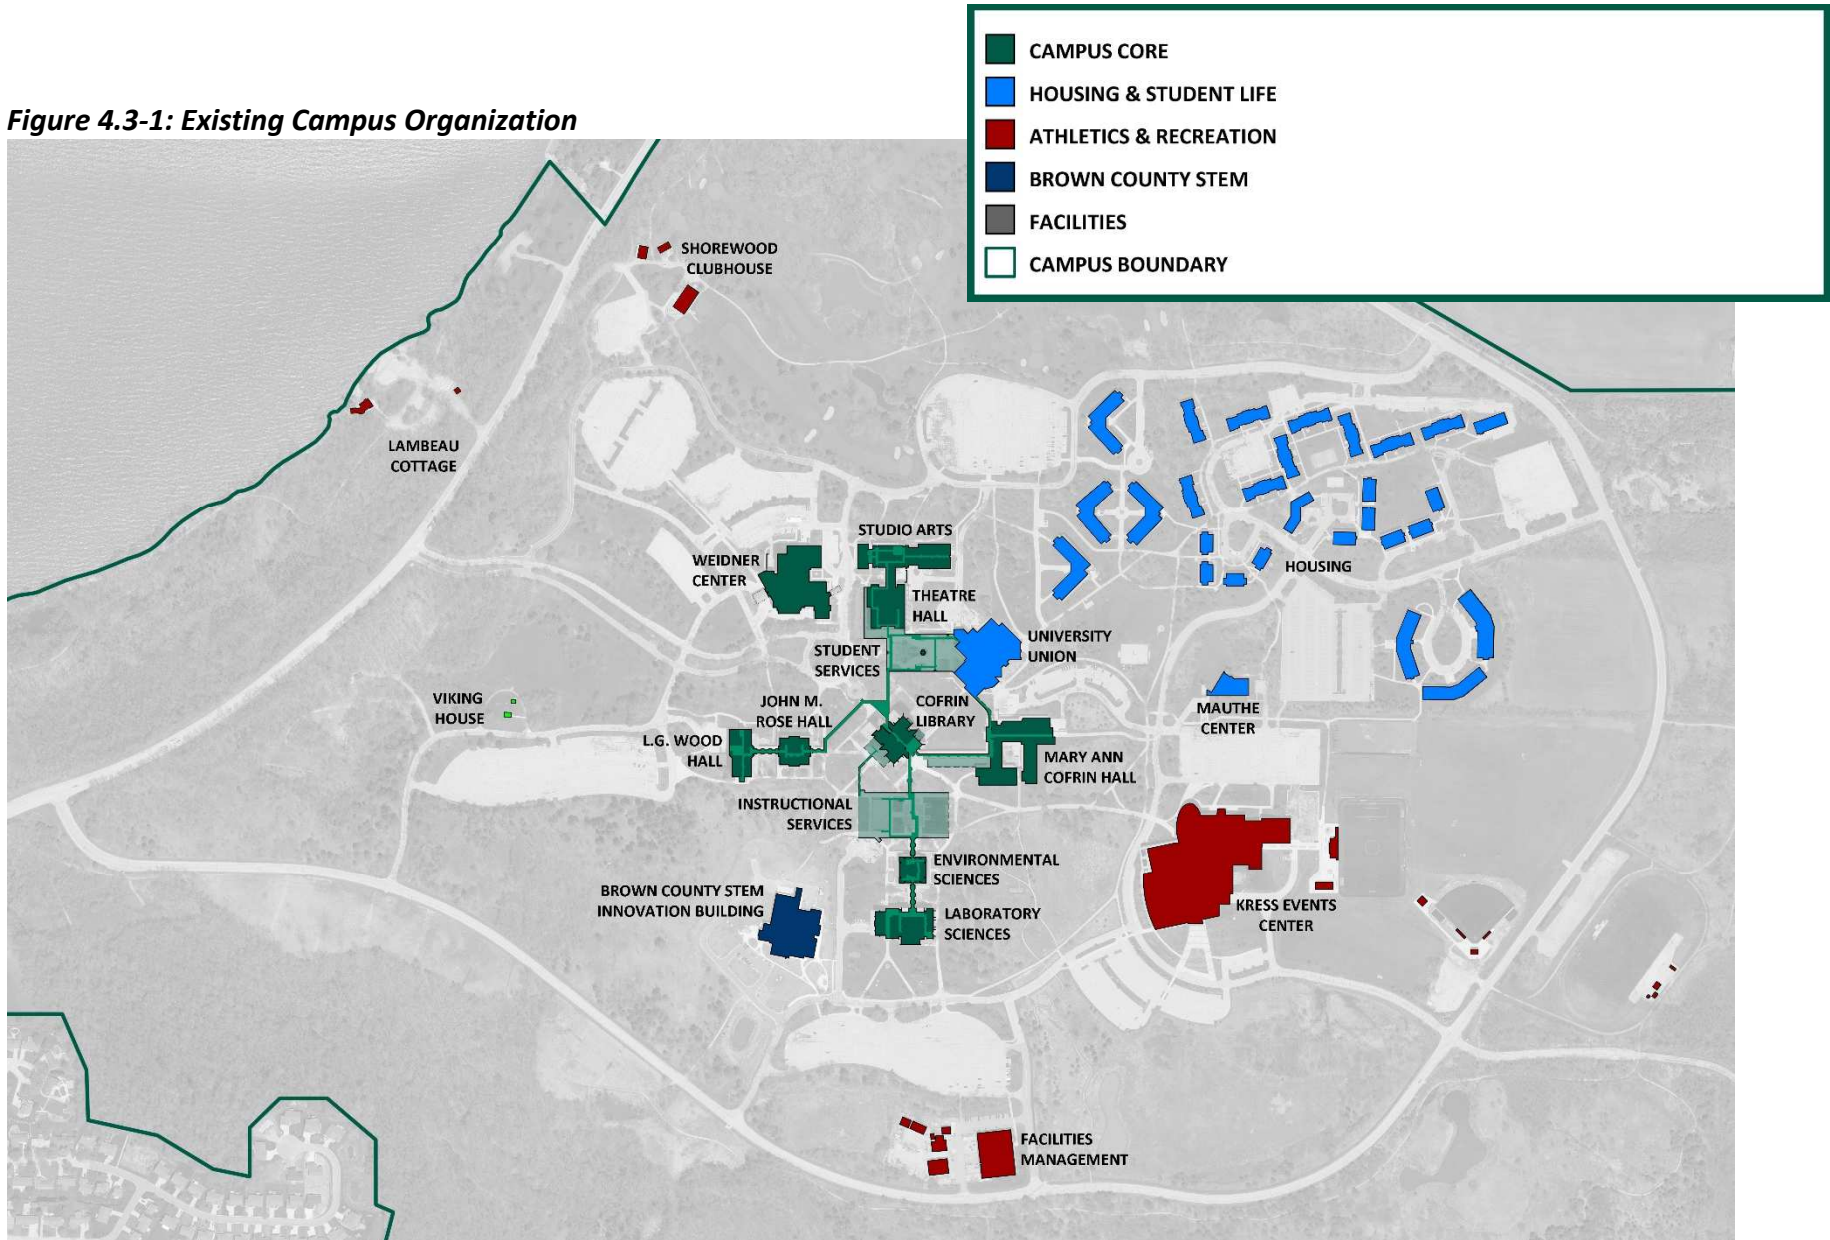 CAMPUS CORE
HOUSING & STUDENT LIFE
ATHLETICS & RECREATION
BROWN COUNTY STEM
FACILITIES
CAMPUS BOUNDARY
Figure 4.3-1: Existing Campus Organization
SHOREWOOD
CLUBHOUSE
LAMBEAU
COTTAGE
STUDIO ARTS
WEIDNER
CENTER
THEATRE
HALL
HOUSING
STUDENT
SERVICES
UNIVERSITY
UNION
VIKING
HOUSE
JOHN M.
ROSE HALL
COFRIN
LIBRARY
MAUTHE
CENTER
L.G. WOOD
HALL
MARY ANN
COFRIN HALL
INSTRUCTIONAL
SERVICES
ENVIRONMENTAL
SCIENCES
BROWN COUNTY STEM
INNOVATION BUILDING
LABORATORY
SCIENCES
KRESS EVENTS
CENTER
FACILITIES
MANAGEMENT